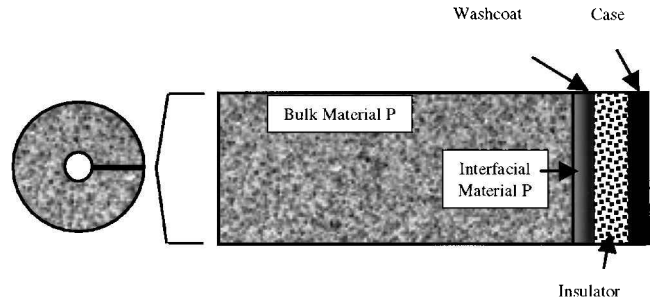 Washcoat
Case
Bulk Material P
Interfacial
Material P
Insulator